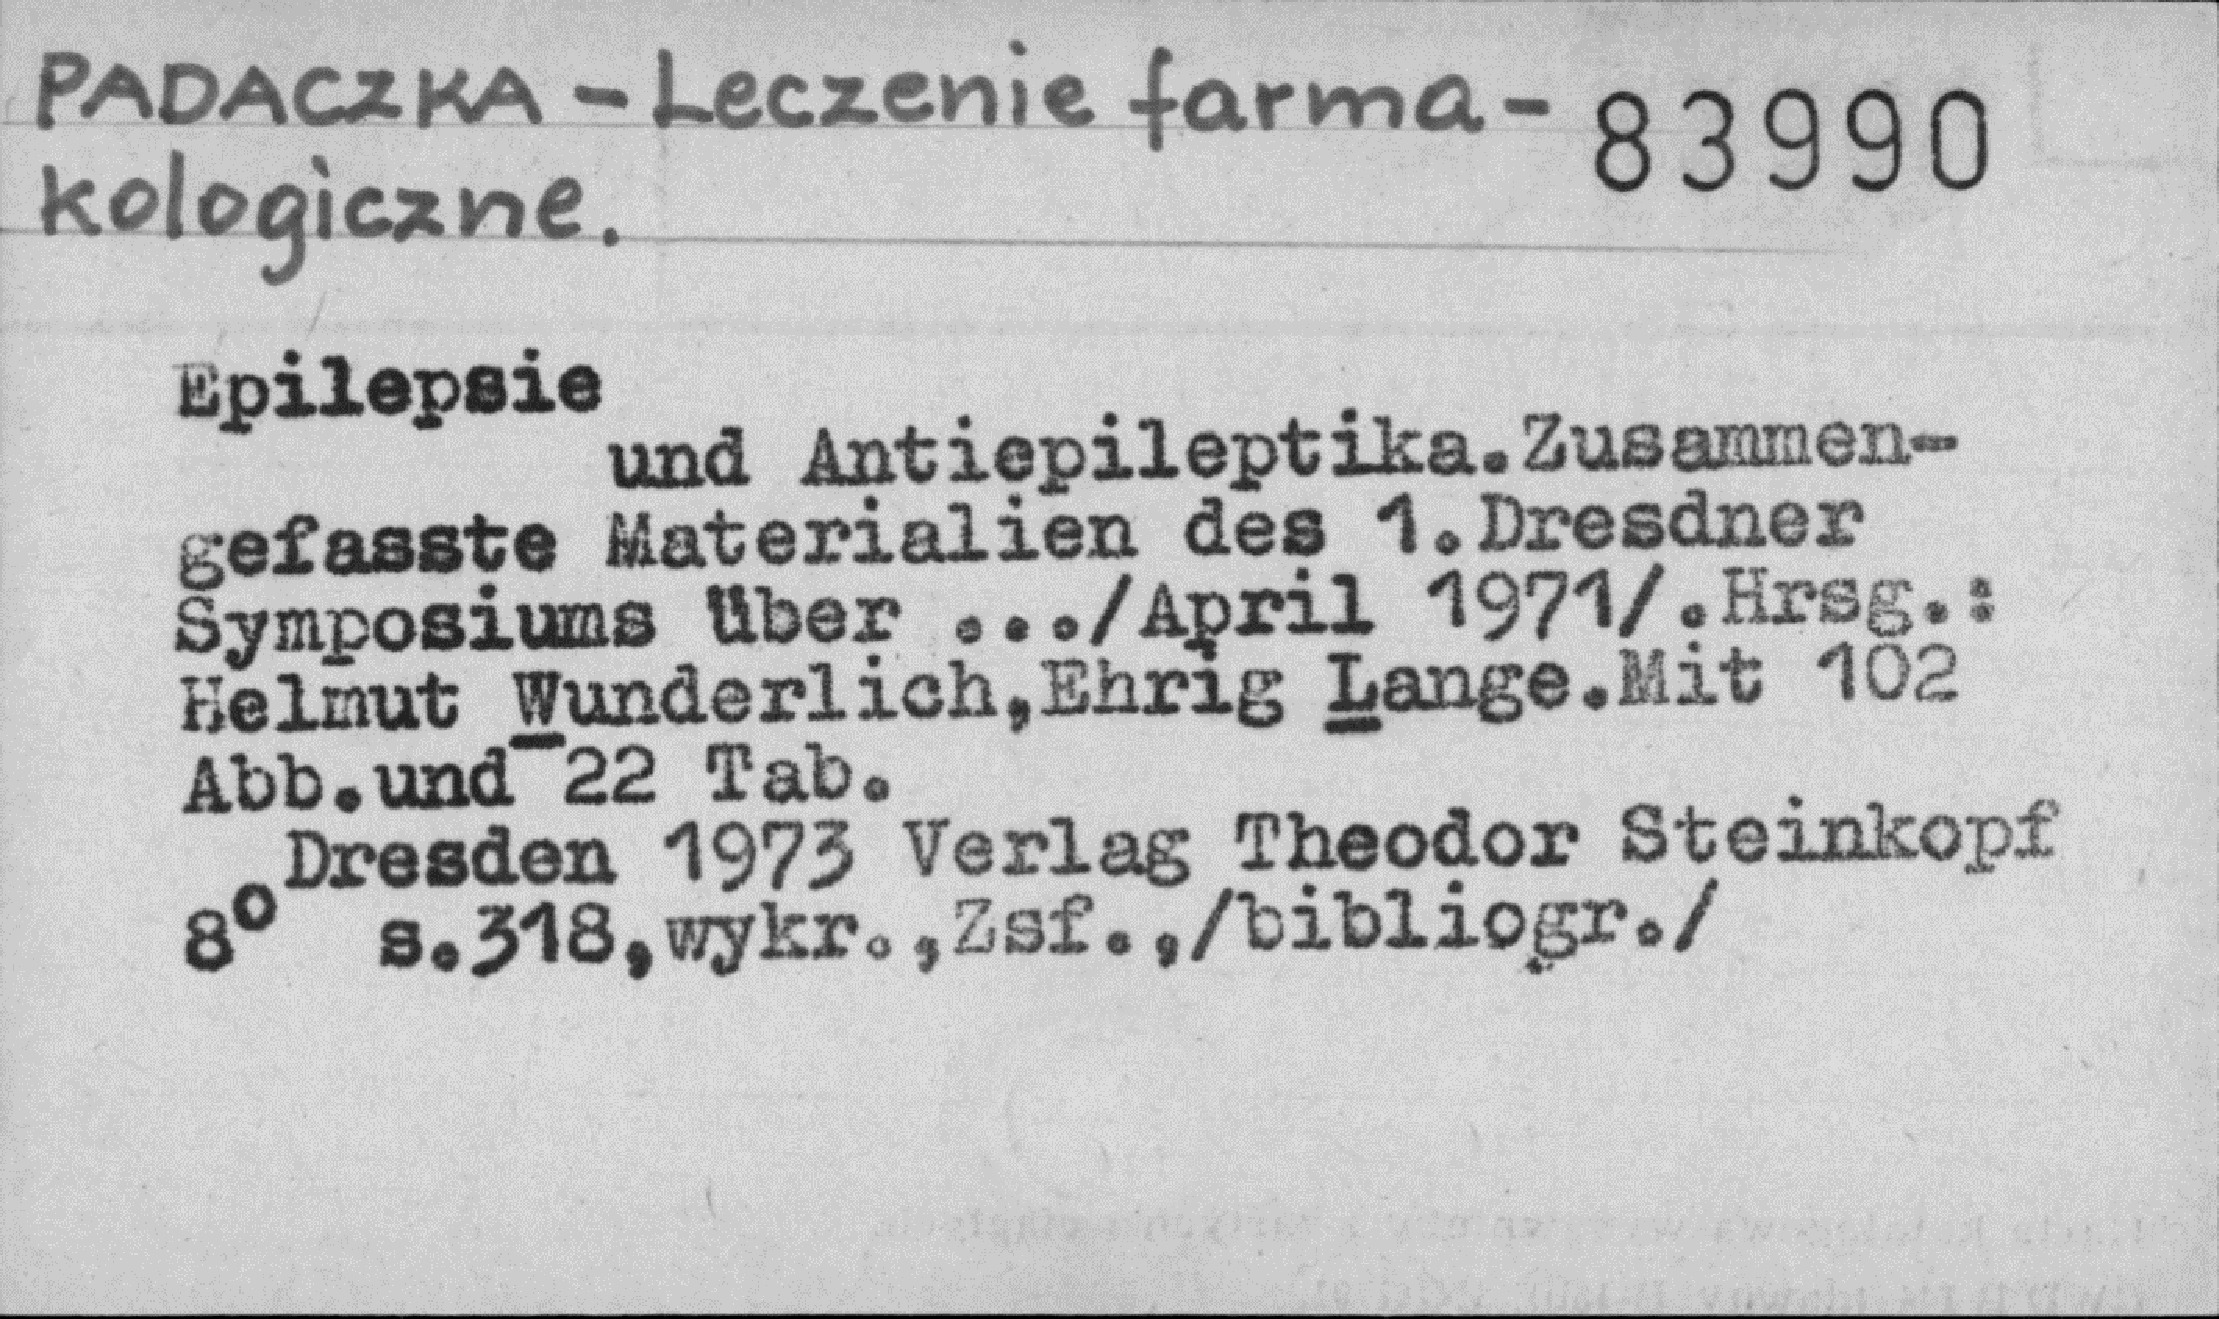 PADACZKA - Leczenie farma- 83990
kologiczne.
Epilepsie
und Antiepileptika.Zusammen-
gefasste Materialien des 1.Dresdner
Symposiums über .../April 1971/.Hrsg.:
Helmut Wunderlich,Ehrig Lange.Mit 102
Abb.und 22 Tab.
Dresden 1973 Verlag Theodor Steinkopf
8° s.318,wykr.,Zsf.,/bibliogr./